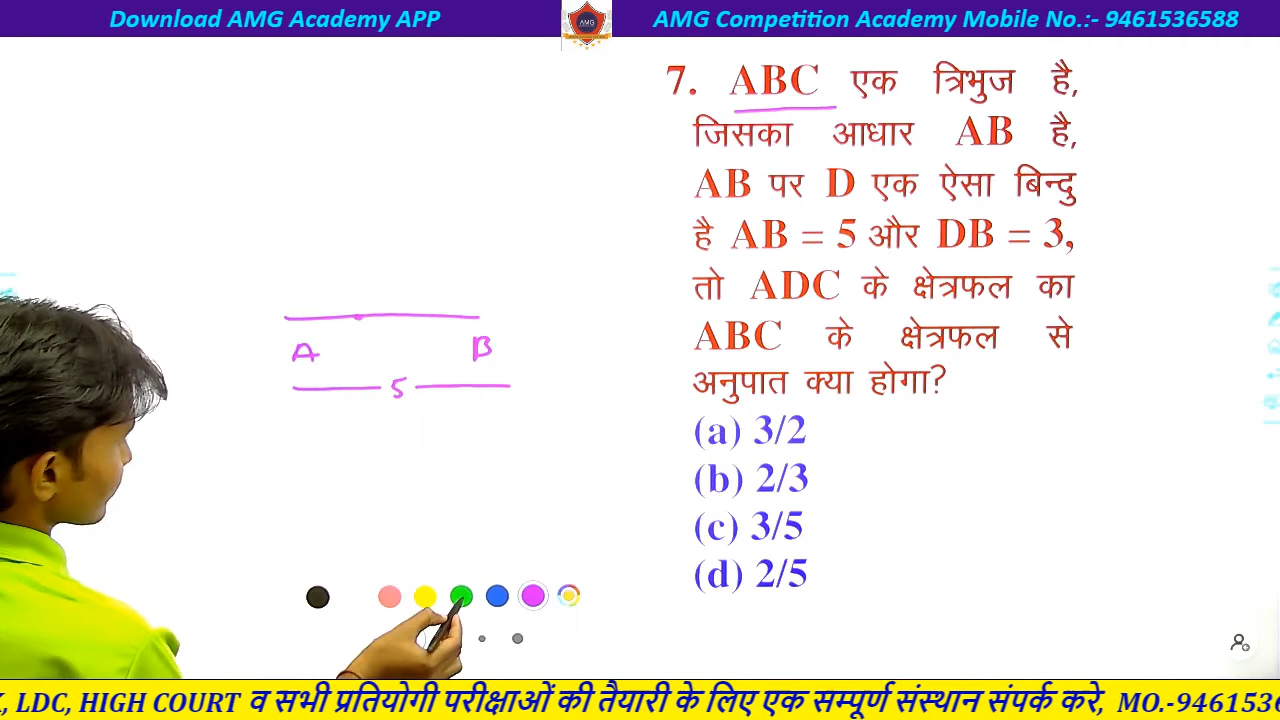 Download AMG Academy APP
AMG
AMG Competition Academy Mobile No.:- 9461536588
7. ABC एक त्रिभुज है,
जिसका आधार AB है,
AB पर D एक ऐसा बिन्दु
है AB = 5 और DB = 3,
तो ADC के क्षेत्रफल का
ABC के क्षेत्रफल से
अनुपात क्या होगा?
(a) 3/2
(b) 2/3
(c) 3/5
(d) 2/5
A B
5
, LDC, HIGH COURT व सभी प्रतियोगी परीक्षाओं की तैयारी के लिए एक सम्पूर्ण संस्थान संपर्क करे, MO.-9461536